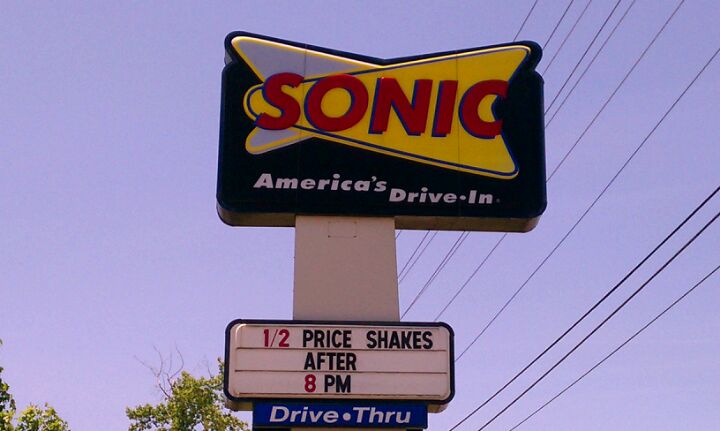 SONIC
America's Drive-In
1/2 PRICE SHAKES
AFTER
8 PM
Drive•Thru